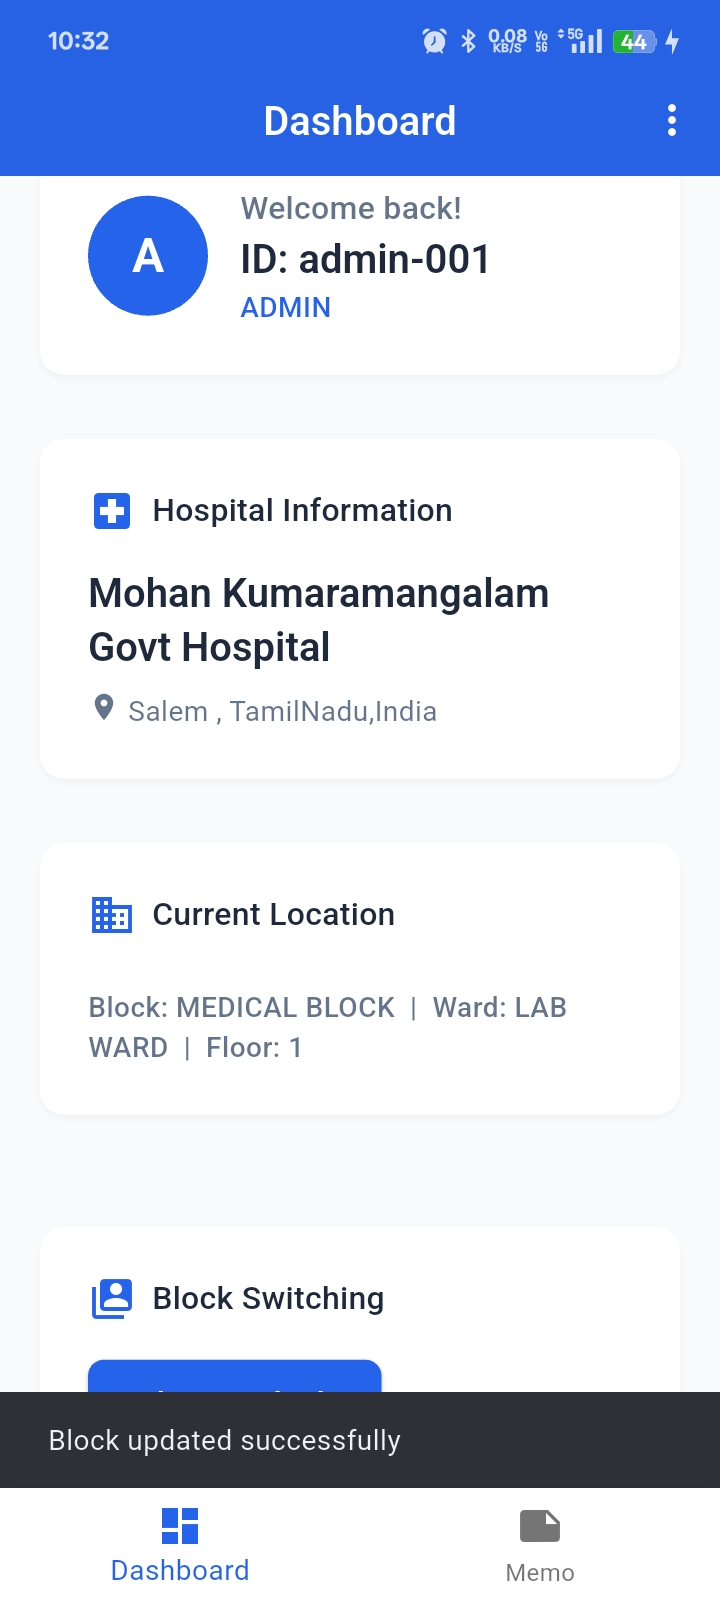 10:32
0.08 KB/S Vo 5G 5G 44
Dashboard
Welcome back!
A
ID: admin-001
ADMIN
Hospital Information
Mohan Kumaramangalam
Govt Hospital
Salem , TamilNadu,India
Current Location
Block: MEDICAL BLOCK | Ward: LAB
WARD | Floor: 1
Block Switching
Block updated successfully
Dashboard
Memo